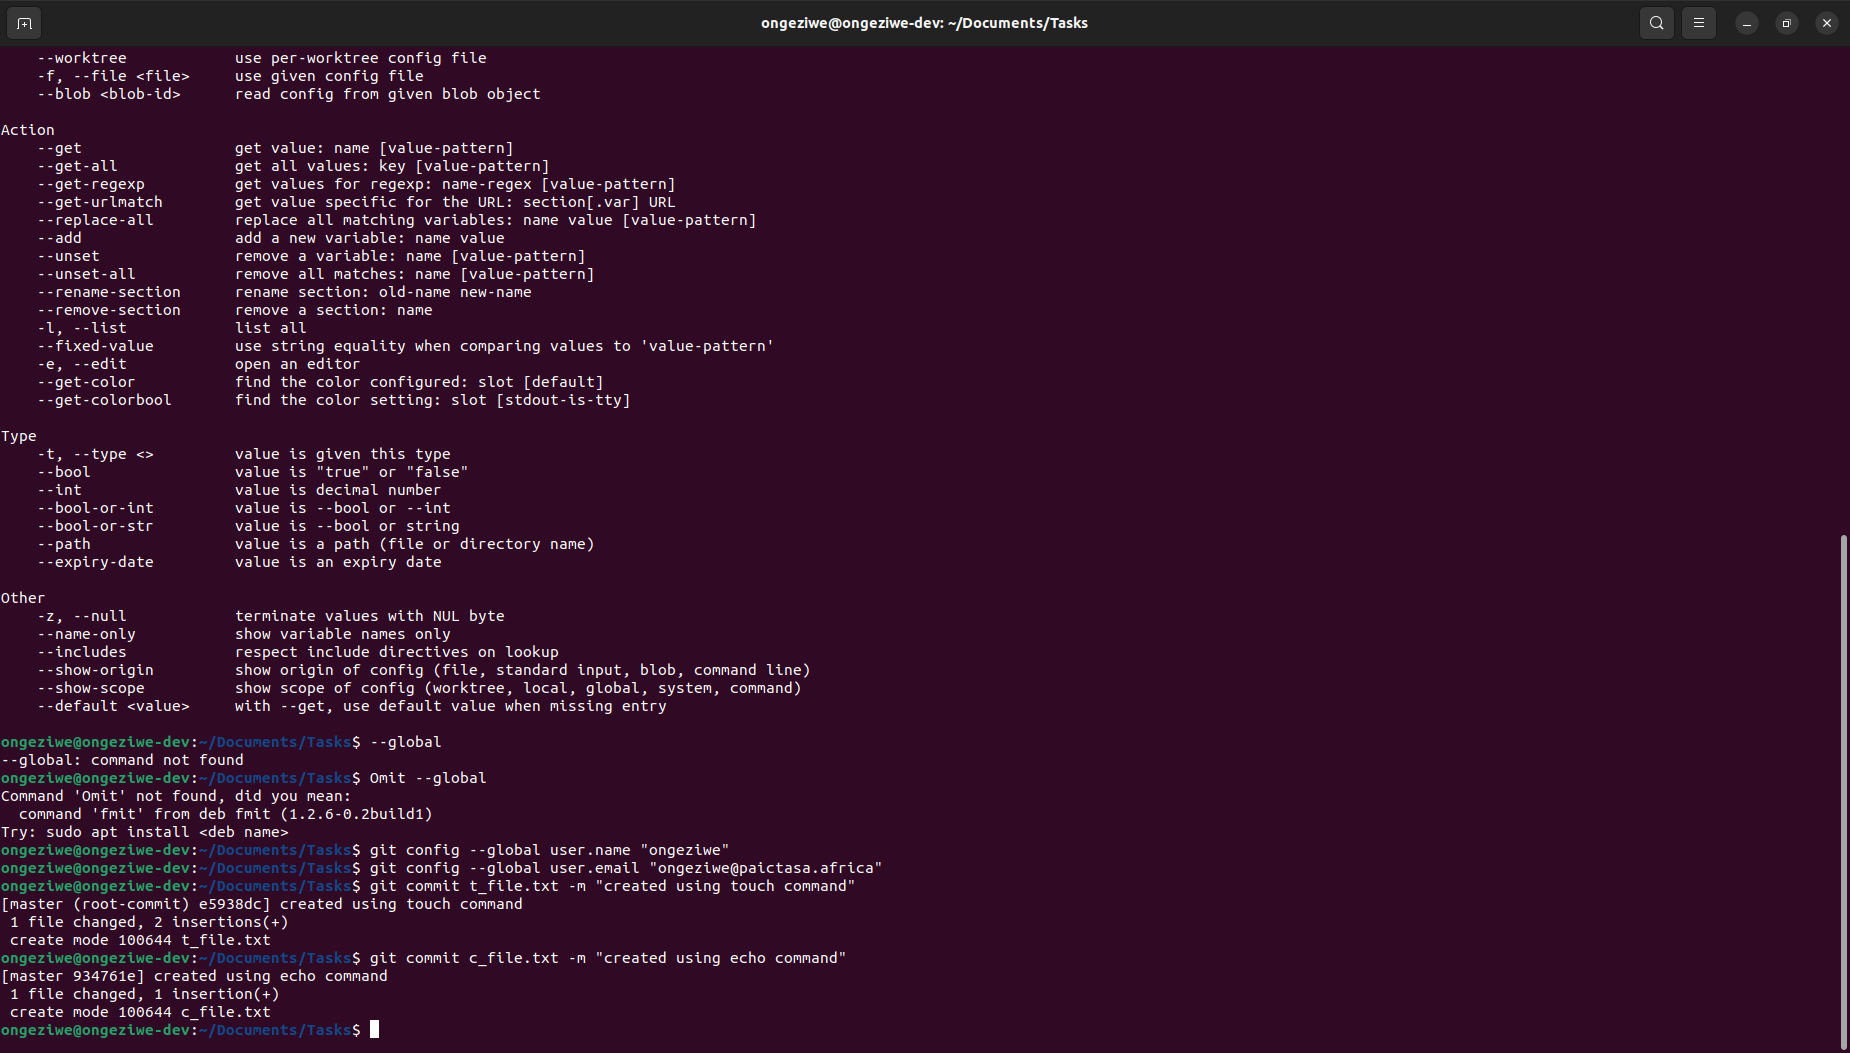 ongeziwe@ongeziwe-dev: ~/Documents/Tasks
    --worktree            use per-worktree config file
    -f, --file <file>     use given config file
    --blob <blob-id>      read config from given blob object

Action
    --get                 get value: name [value-pattern]
    --get-all             get all values: key [value-pattern]
    --get-regexp          get values for regexp: name-regex [value-pattern]
    --get-urlmatch        get value specific for the URL: section[.var] URL
    --replace-all         replace all matching variables: name value [value-pattern]
    --add                 add a new variable: name value
    --unset               remove a variable: name [value-pattern]
    --unset-all           remove all matches: name [value-pattern]
    --rename-section      rename section: old-name new-name
    --remove-section      remove a section: name
    -l, --list            list all
    --fixed-value         use string equality when comparing values to 'value-pattern'
    -e, --edit            open an editor
    --get-color           find the color configured: slot [default]
    --get-colorbool       find the color setting: slot [stdout-is-tty]

Type
    -t, --type <>         value is given this type
    --bool                value is "true" or "false"
    --int                 value is decimal number
    --bool-or-int         value is --bool or --int
    --bool-or-str         value is --bool or string
    --path                value is a path (file or directory name)
    --expiry-date         value is an expiry date

Other
    -z, --null            terminate values with NUL byte
    --name-only           show variable names only
    --includes            respect include directives on lookup
    --show-origin         show origin of config (file, standard input, blob, command line)
    --show-scope          show scope of config (worktree, local, global, system, command)
    --default <value>     with --get, use default value when missing entry

ongeziwe@ongeziwe-dev:~/Documents/Tasks$ --global
--global: command not found
ongeziwe@ongeziwe-dev:~/Documents/Tasks$ Omit --global
Command 'Omit' not found, did you mean:
  command 'fmit' from deb fmit (1.2.6-0.2build1)
Try: sudo apt install <deb name>
ongeziwe@ongeziwe-dev:~/Documents/Tasks$ git config --global user.name "ongeziwe"
ongeziwe@ongeziwe-dev:~/Documents/Tasks$ git config --global user.email "ongeziwe@paictasa.africa"
ongeziwe@ongeziwe-dev:~/Documents/Tasks$ git commit t_file.txt -m "created using touch command"
[master (root-commit) e5938dc] created using touch command
 1 file changed, 2 insertions(+)
 create mode 100644 t_file.txt
ongeziwe@ongeziwe-dev:~/Documents/Tasks$ git commit c_file.txt -m "created using echo command"
[master 934761e] created using echo command
 1 file changed, 1 insertion(+)
 create mode 100644 c_file.txt
ongeziwe@ongeziwe-dev:~/Documents/Tasks$